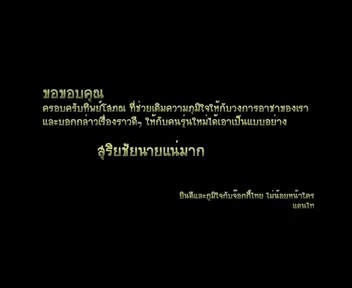 ขอขอบคุณ
ครอบครับทิพย์โสภณ ที่ช่วยเติมความภูมิใจให้กับวงการอาชาของเรา
และบอกกล่าวเรื่องราวดีๆ ให้กับคนรุ่นใหม่ได้เอาเป็นแบบอย่าง
สุริยชัยนายแน่มาก
ยินดีและภูมิใจกับจ๊อกกี้ไทย ไม่น้อยหน้าใคร
แดนไท